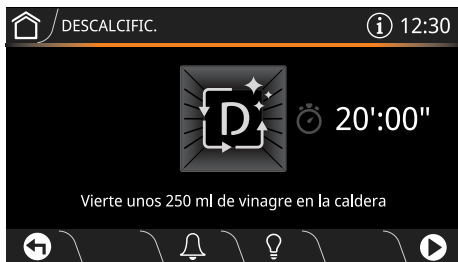 DESCALCIFIC.
i 12:30
D
20':00"
Vierte unos 250 ml de vinagre en la caldera